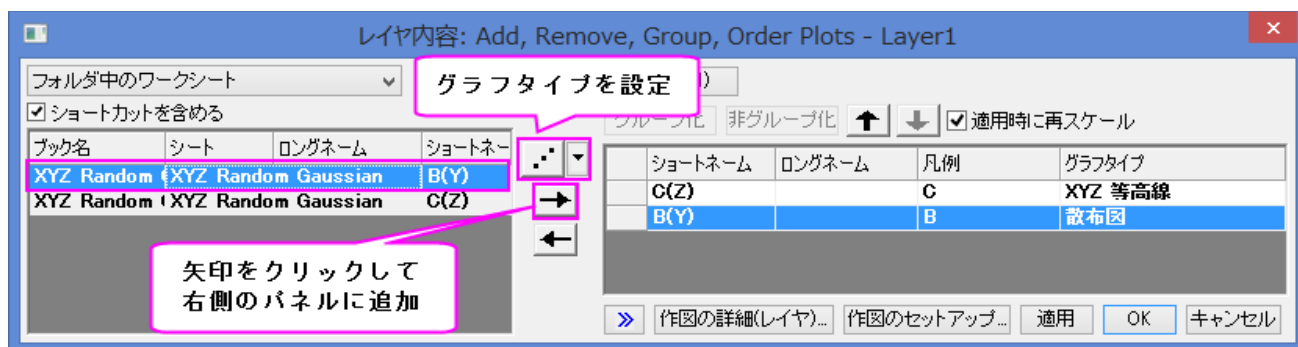 レイヤ内容: Add, Remove, Group, Order Plots - Layer1
フォルダ中のワークシート
ショートカットを含める
グラフタイプを設定
非グループ化
適用時に再スケール
ブック名 シート ロングネーム ショートネー
XYZ Random XYZ Random Gaussian B(Y)
XYZ Random XYZ Random Gaussian C(Z)
ショートネーム ロングネーム 凡例 グラフタイプ
C(Z) C XYZ 等高線
B(Y) B 散布図
矢印をクリックして
右側のパネルに追加
作図の詳細(レイヤ)... 作図のセットアップ... 適用 OK キャンセル